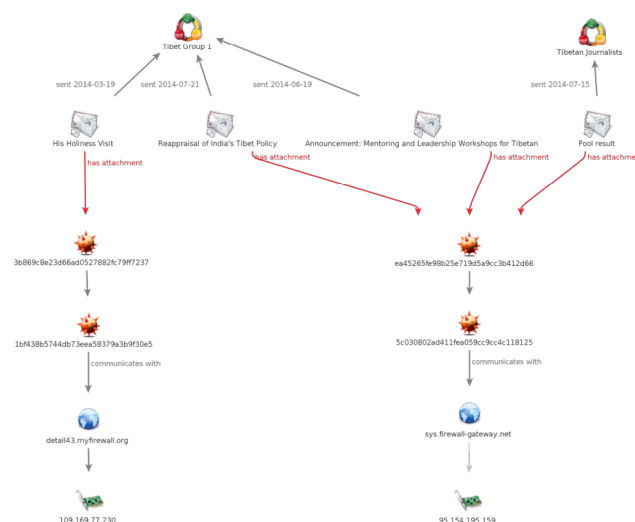 Tibet Group 1
Tibetan Journalists
sent 2014-03-19
sent 2014-07-21
sent 2014-06-19
sent 2014-07-15
His Holiness Visit
Reappraisal of India's Tibet Policy
Announcement: Mentoring and Leadership Workshops for Tibetan
Pool result
has attachment
has attachment
has attachment
has attachme
3b869c8e23d66ad0527882fc79ff7237
ea45265fe98b25e719d5a9cc3b412d66
1bf438b5744db73eea58379a3b9f30e5
5c030802ad411fea059cc9cc4c118125
communicates with
communicates with
detail43.myfirewall.org
sys.firewall-gateway.net
109.169.77.230
95.154.195.159